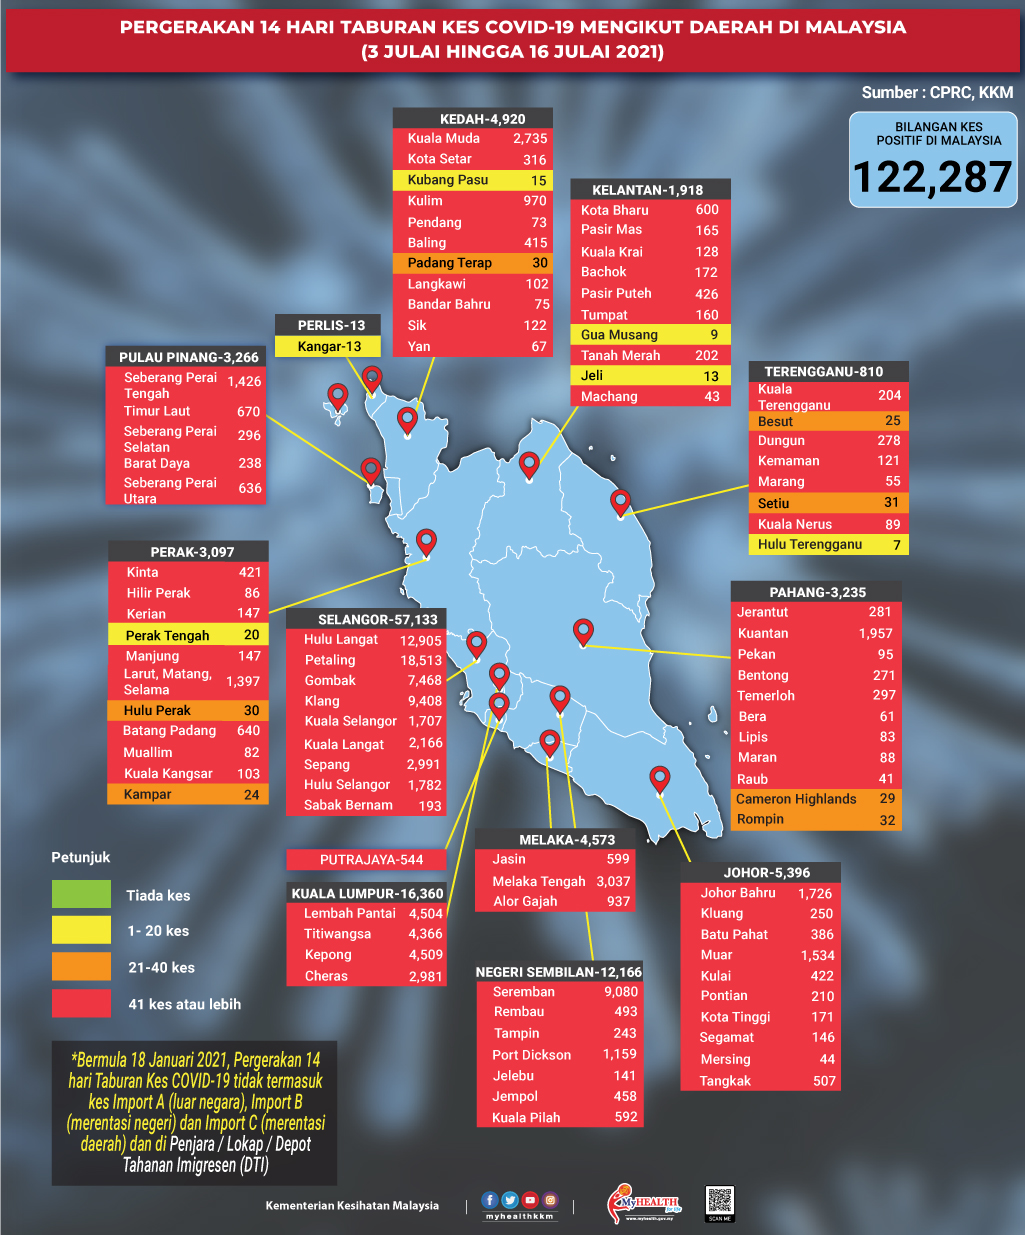 PERGERAKAN 14 HARI TABURAN KES COVID-19 MENGIKUT DAERAH DI MALAYSIA
(3 JULAI HINGGA 16 JULAI 2021)
Sumber : CPRC, KKM
BILANGAN KES
POSITIF DI MALAYSIA
122,287
KEDAH-4,920
Kuala Muda 2,735
Kota Setar 316
Kubang Pasu 15
Kulim 970
Pendang 73
Baling 415
Padang Terap 30
Langkawi 102
Bandar Bahru 75
Sik 122
Yan 67
KELANTAN-1,918
Kota Bharu 600
Pasir Mas 165
Kuala Krai 128
Bachok 172
Pasir Puteh 426
Tumpat 160
Gua Musang 9
Tanah Merah 202
Jeli 13
Machang 43
PERLIS-13
Kangar-13
PULAU PINANG-3,266
Seberang Perai
Tengah 1,426
Timur Laut 670
Seberang Perai
Selatan 296
Barat Daya 238
Seberang Perai
Utara 636
TERENGGANU-810
Kuala
Terengganu 204
Besut 25
Dungun 278
Kemaman 121
Marang 55
Setiu 31
Kuala Nerus 89
Hulu Terengganu 7
PERAK-3,097
Kinta 421
Hilir Perak 86
Kerian 147
Perak Tengah 20
Manjung 147
Larut, Matang,
Selama 1,397
Hulu Perak 30
Batang Padang 640
Muallim 82
Kuala Kangsar 103
Kampar 24
SELANGOR-57,133
Hulu Langat 12,905
Petaling 18,513
Gombak 7,468
Klang 9,408
Kuala Selangor 1,707
Kuala Langat 2,166
Sepang 2,991
Hulu Selangor 1,782
Sabak Bernam 193
PAHANG-3,235
Jerantut 281
Kuantan 1,957
Pekan 95
Bentong 271
Temerloh 297
Bera 61
Lipis 83
Maran 88
Raub 41
Cameron Highlands 29
Rompin 32
PUTRAJAYA-544
KUALA LUMPUR-16,360
Lembah Pantai 4,504
Titiwangsa 4,366
Kepong 4,509
Cheras 2,981
MELAKA-4,573
Jasin 599
Melaka Tengah 3,037
Alor Gajah 937
NEGERI SEMBILAN-12,166
Seremban 9,080
Rembau 493
Tampin 243
Port Dickson 1,159
Jelebu 141
Jempol 458
Kuala Pilah 592
JOHOR-5,396
Johor Bahru 1,726
Kluang 250
Batu Pahat 386
Muar 1,534
Kulai 422
Pontian 210
Kota Tinggi 171
Segamat 146
Mersing 44
Tangkak 507
Petunjuk
Tiada kes
1- 20 kes
21-40 kes
41 kes atau lebih
*Bermula 18 Januari 2021, Pergerakan 14
hari Taburan Kes COVID-19 tidak termasuk
kes Import A (luar negara), Import B
(merentasi negeri) dan Import C (merentasi
daerah) dan di Penjara / Lokap / Depot
Tahanan Imigresen (DTI)
Kementerian Kesihatan Malaysia
myhealthkkm
MyHEALTH
for life
www.myhealth.gov.my
SCAN ME